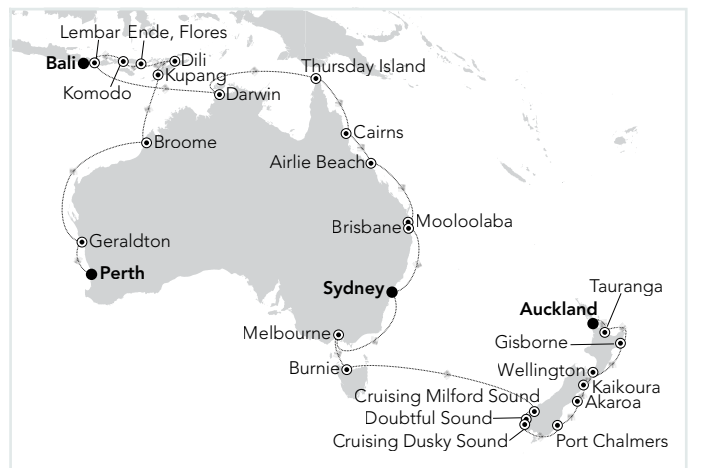 Lembar Ende, Flores
Bali
Dili
Kupang
Komodo
Thursday Island
Darwin
Cairns
Broome
Airlie Beach
Mooloolaba
Brisbane
Geraldton
Perth
Sydney
Tauranga
Auckland
Melbourne
Gisborne
Burnie
Wellington
Cruising Milford Sound
Kaikoura
Akaroa
Doubtful Sound
Cruising Dusky Sound
Port Chalmers